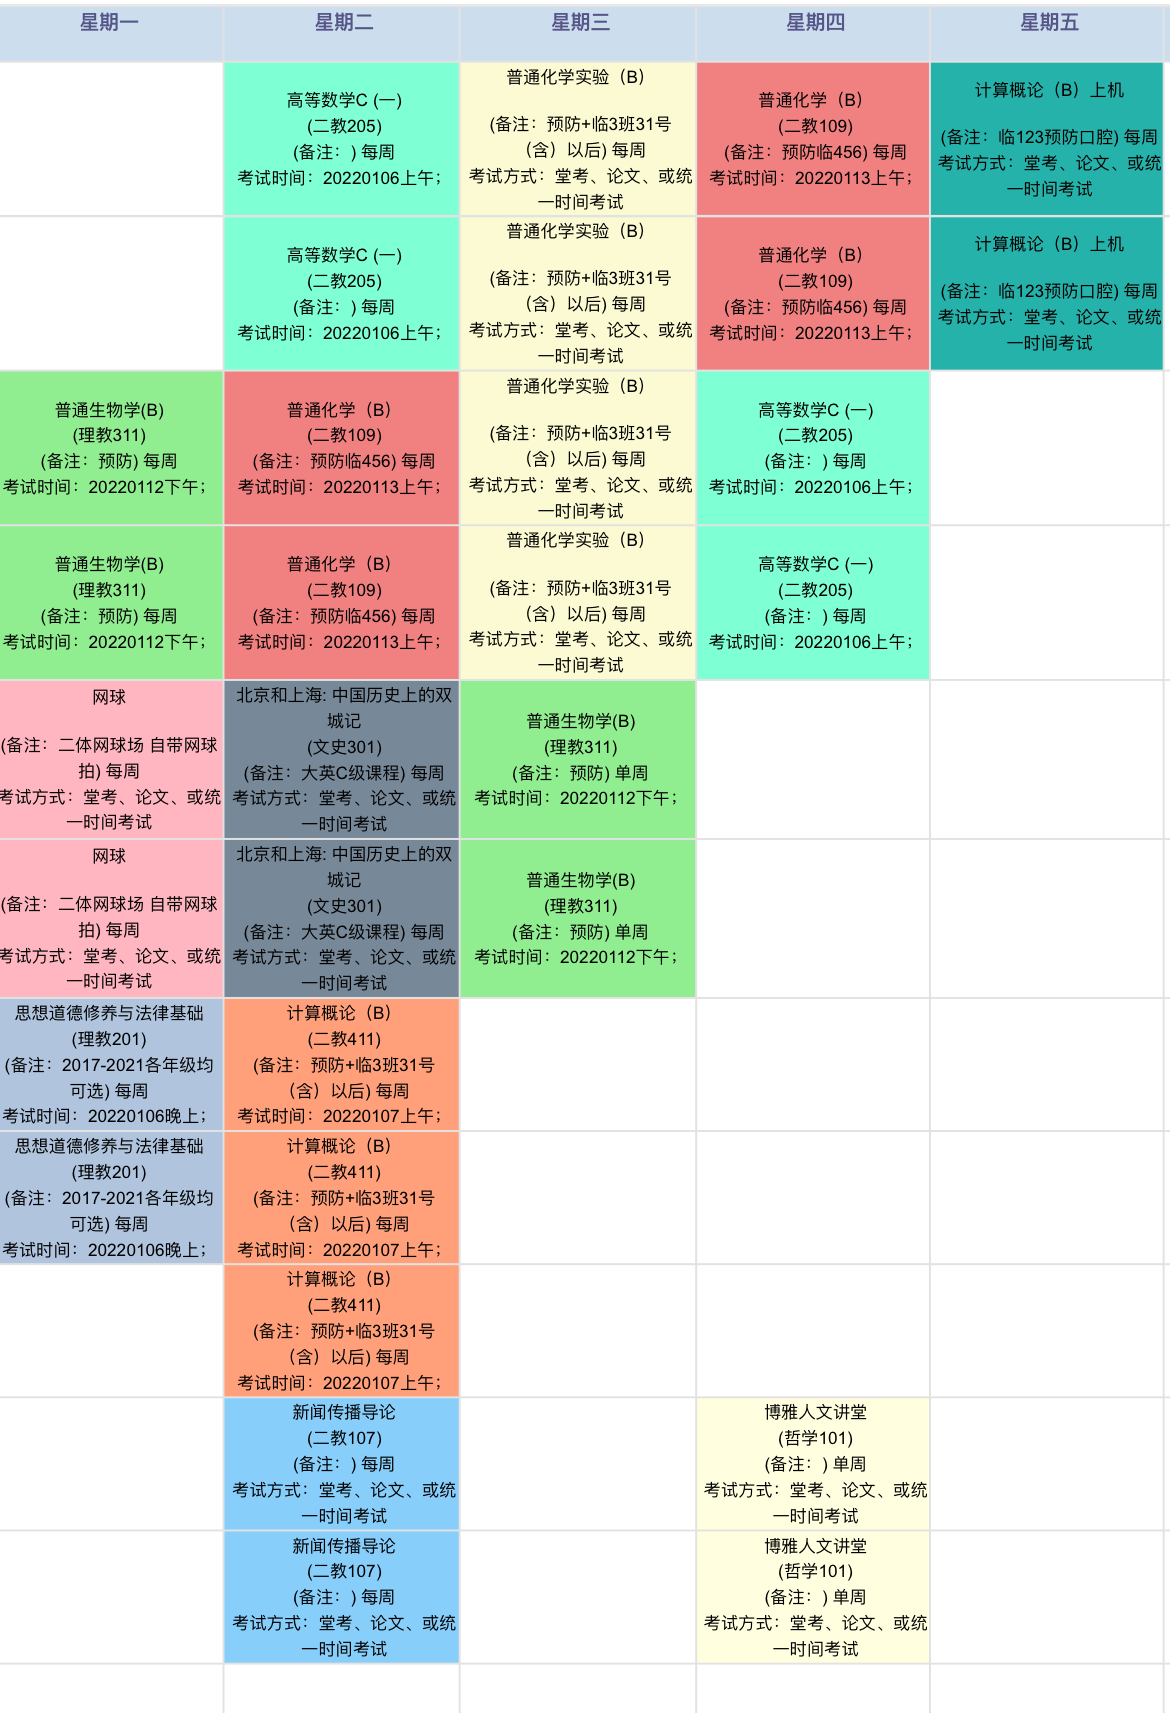 星期一
星期二
星期三
星期四
星期五
高等数学C (一)
(二教205)
(备注：) 每周
考试时间：20220106上午；
普通化学实验（B）
(备注：预防+临3班31号
（含）以后) 每周
考试方式：堂考、论文、或统
一时间考试
普通化学（B）
(二教109)
(备注：预防临456) 每周
考试时间：20220113上午；
计算概论（B）上机
(备注：临123预防口腔) 每周
考试方式：堂考、论文、或统
一时间考试
高等数学C (一)
(二教205)
(备注：) 每周
考试时间：20220106上午；
普通化学实验（B）
(备注：预防+临3班31号
（含）以后) 每周
考试方式：堂考、论文、或统
一时间考试
普通化学（B）
(二教109)
(备注：预防临456) 每周
考试时间：20220113上午；
计算概论（B）上机
(备注：临123预防口腔) 每周
考试方式：堂考、论文、或统
一时间考试
普通生物学(B)
(理教311)
(备注：预防) 每周
考试时间：20220112下午；
普通化学（B）
(二教109)
(备注：预防临456) 每周
考试时间：20220113上午；
普通化学实验（B）
(备注：预防+临3班31号
（含）以后) 每周
考试方式：堂考、论文、或统
一时间考试
高等数学C (一)
(二教205)
(备注：) 每周
考试时间：20220106上午；
普通生物学(B)
(理教311)
(备注：预防) 每周
考试时间：20220112下午；
普通化学（B）
(二教109)
(备注：预防临456) 每周
考试时间：20220113上午；
普通化学实验（B）
(备注：预防+临3班31号
（含）以后) 每周
考试方式：堂考、论文、或统
一时间考试
高等数学C (一)
(二教205)
(备注：) 每周
考试时间：20220106上午；
网球
(备注：二体网球场 自带网球
拍) 每周
考试方式：堂考、论文、或统
一时间考试
北京和上海: 中国历史上的双
城记
(文史301)
(备注：大英C级课程) 每周
考试方式：堂考、论文、或统
一时间考试
普通生物学(B)
(理教311)
(备注：预防) 单周
考试时间：20220112下午；
网球
(备注：二体网球场 自带网球
拍) 每周
考试方式：堂考、论文、或统
一时间考试
北京和上海: 中国历史上的双
城记
(文史301)
(备注：大英C级课程) 每周
考试方式：堂考、论文、或统
一时间考试
普通生物学(B)
(理教311)
(备注：预防) 单周
考试时间：20220112下午；
思想道德修养与法律基础
(理教201)
(备注：2017-2021各年级均
可选) 每周
考试时间：20220106晚上；
计算概论（B）
(二教411)
(备注：预防+临3班31号
（含）以后) 每周
考试时间：20220107上午；
思想道德修养与法律基础
(理教201)
(备注：2017-2021各年级均
可选) 每周
考试时间：20220106晚上；
计算概论（B）
(二教411)
(备注：预防+临3班31号
（含）以后) 每周
考试时间：20220107上午；
计算概论（B）
(二教411)
(备注：预防+临3班31号
（含）以后) 每周
考试时间：20220107上午；
新闻传播导论
(二教107)
(备注：) 每周
考试方式：堂考、论文、或统
一时间考试
博雅人文讲堂
(哲学101)
(备注：) 单周
考试方式：堂考、论文、或统
一时间考试
新闻传播导论
(二教107)
(备注：) 每周
考试方式：堂考、论文、或统
一时间考试
博雅人文讲堂
(哲学101)
(备注：) 单周
考试方式：堂考、论文、或统
一时间考试